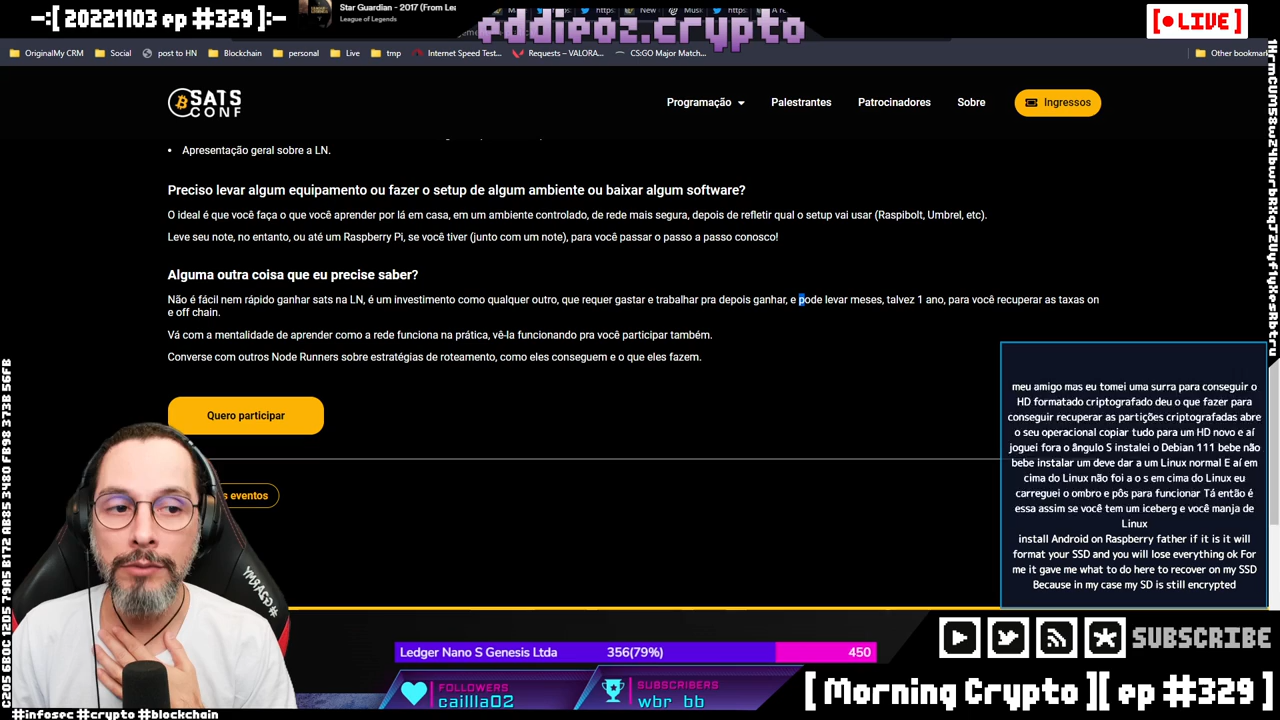 -:[ 20221103 ep #329 ]:-
Star Guardian - 2017 (From Lea
League of Legends
eddieoz.crypto
[ LIVE ]
OriginalMy CRM
Social
post to HN
Blockchain
personal
Live
tmp
Internet Speed Test...
Requests – VALORA...
CS:GO Major Match...
Other bookmark
SATS
CONF
Programação
Palestrantes
Patrocinadores
Sobre
Ingressos
Apresentação geral sobre a LN.
Preciso levar algum equipamento ou fazer o setup de algum ambiente ou baixar algum software?
O ideal é que você faça o que você aprender por lá em casa, em um ambiente controlado, de rede mais segura, depois de refletir qual o setup vai usar (Raspibolt, Umbrel, etc).
Leve seu note, no entanto, ou até um Raspberry Pi, se você tiver (junto com um note), para você passar o passo a passo conosco!
Alguma outra coisa que eu precise saber?
Não é fácil nem rápido ganhar sats na LN, é um investimento como qualquer outro, que requer gastar e trabalhar pra depois ganhar, e pode levar meses, talvez 1 ano, para você recuperar as taxas on
e off chain.
Vá com a mentalidade de aprender como a rede funciona na prática, vê-la funcionando pra você participar também.
Converse com outros Node Runners sobre estratégias de roteamento, como eles conseguem e o que eles fazem.
Quero participar
s eventos
meu amigo mas eu tomei uma surra para conseguir o
HD formatado criptografado deu o que fazer para
conseguir recuperar as partições criptografadas abre
o seu operacional copiar tudo para um HD novo e aí
joguei fora o ângulo S instalei o Debian 111 bebe não
bebe instalar um deve dar a um Linux normal E aí em
cima do Linux não foi a o s em cima do Linux eu
carreguei o ombro e pôs para funcionar Tá então é
essa assim se você tem um iceberg e você manja de
Linux
install Android on Raspberry father if it is it will
format your SSD and you will lose everything ok For
me it gave me what to do here to recover on my SSD
Because in my case my SD is still encrypted
Ledger Nano S Genesis Ltda
356(79%)
450
FOLLOWERS
caillla02
SUBSCRIBERS
wbr_bb
SUBSCRIBE
[ Morning Crypto ][ ep #329 ]
#infosec #crypto #blockchain